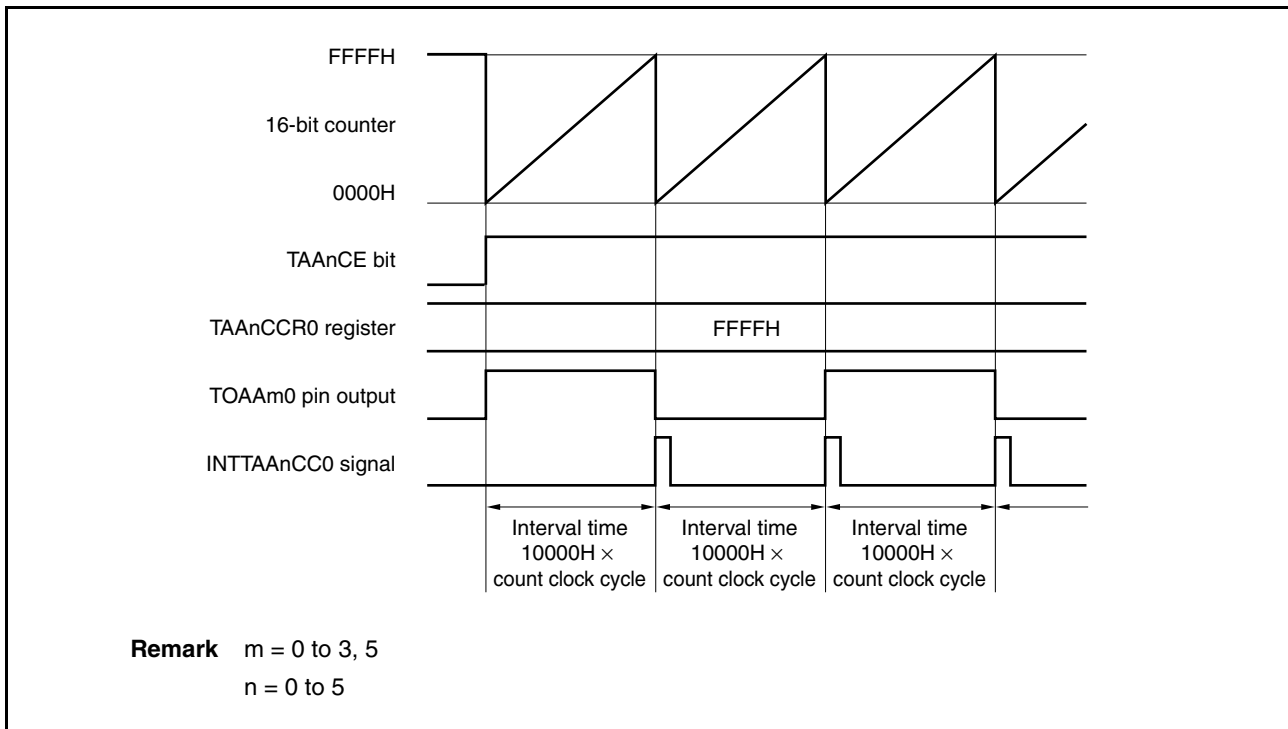 FFFFH
16-bit counter
0000H
TAAnCE bit
TAAnCCR0 register
FFFFH
TOAAm0 pin output
INTTAAnCC0 signal
Interval time
10000H ×
count clock cycle
Interval time
10000H ×
count clock cycle
Interval time
10000H ×
count clock cycle
Remark m = 0 to 3, 5
n = 0 to 5